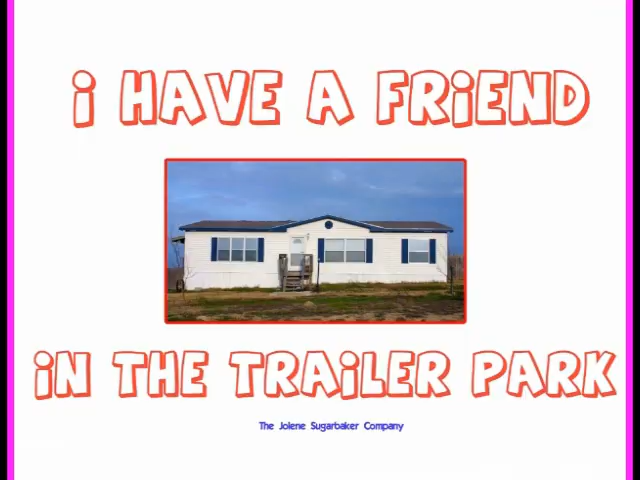 I HAVE A FRIEND
IN THE TRAILER PARK
The Jolene Sugarbaker Company